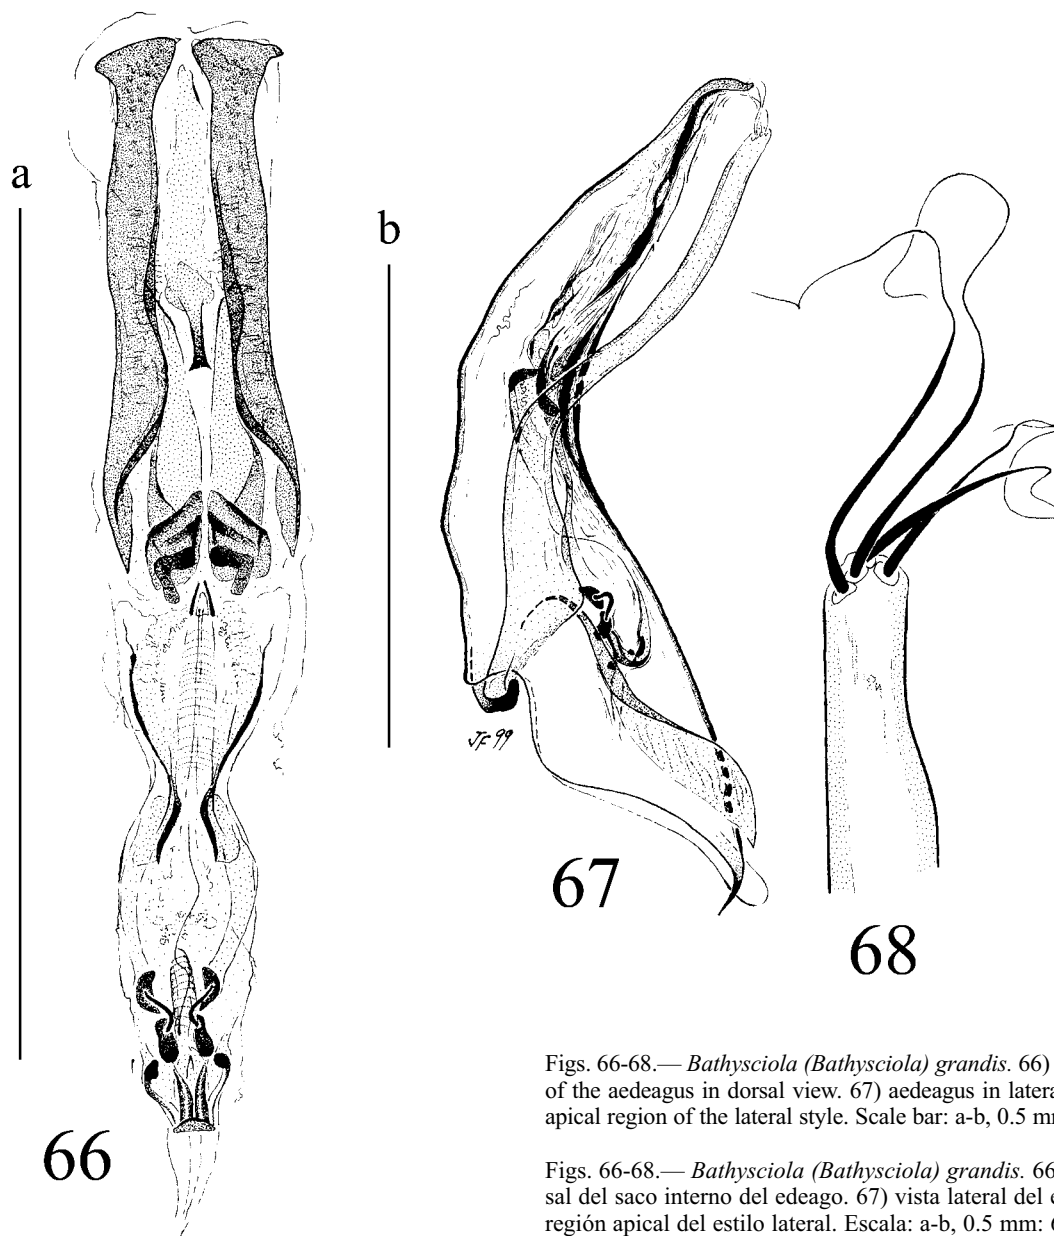 a
b
Jf 99
67
68
66
Figs. 66-68.— Bathysciola (Bathysciola) grandis. 66)
of the aedeagus in dorsal view. 67) aedeagus in latera
apical region of the lateral style. Scale bar: a-b, 0.5 m
Figs. 66-68.— Bathysciola (Bathysciola) grandis. 66
sal del saco interno del edeago. 67) vista lateral del e
región apical del estilo lateral. Escala: a-b, 0.5 mm: